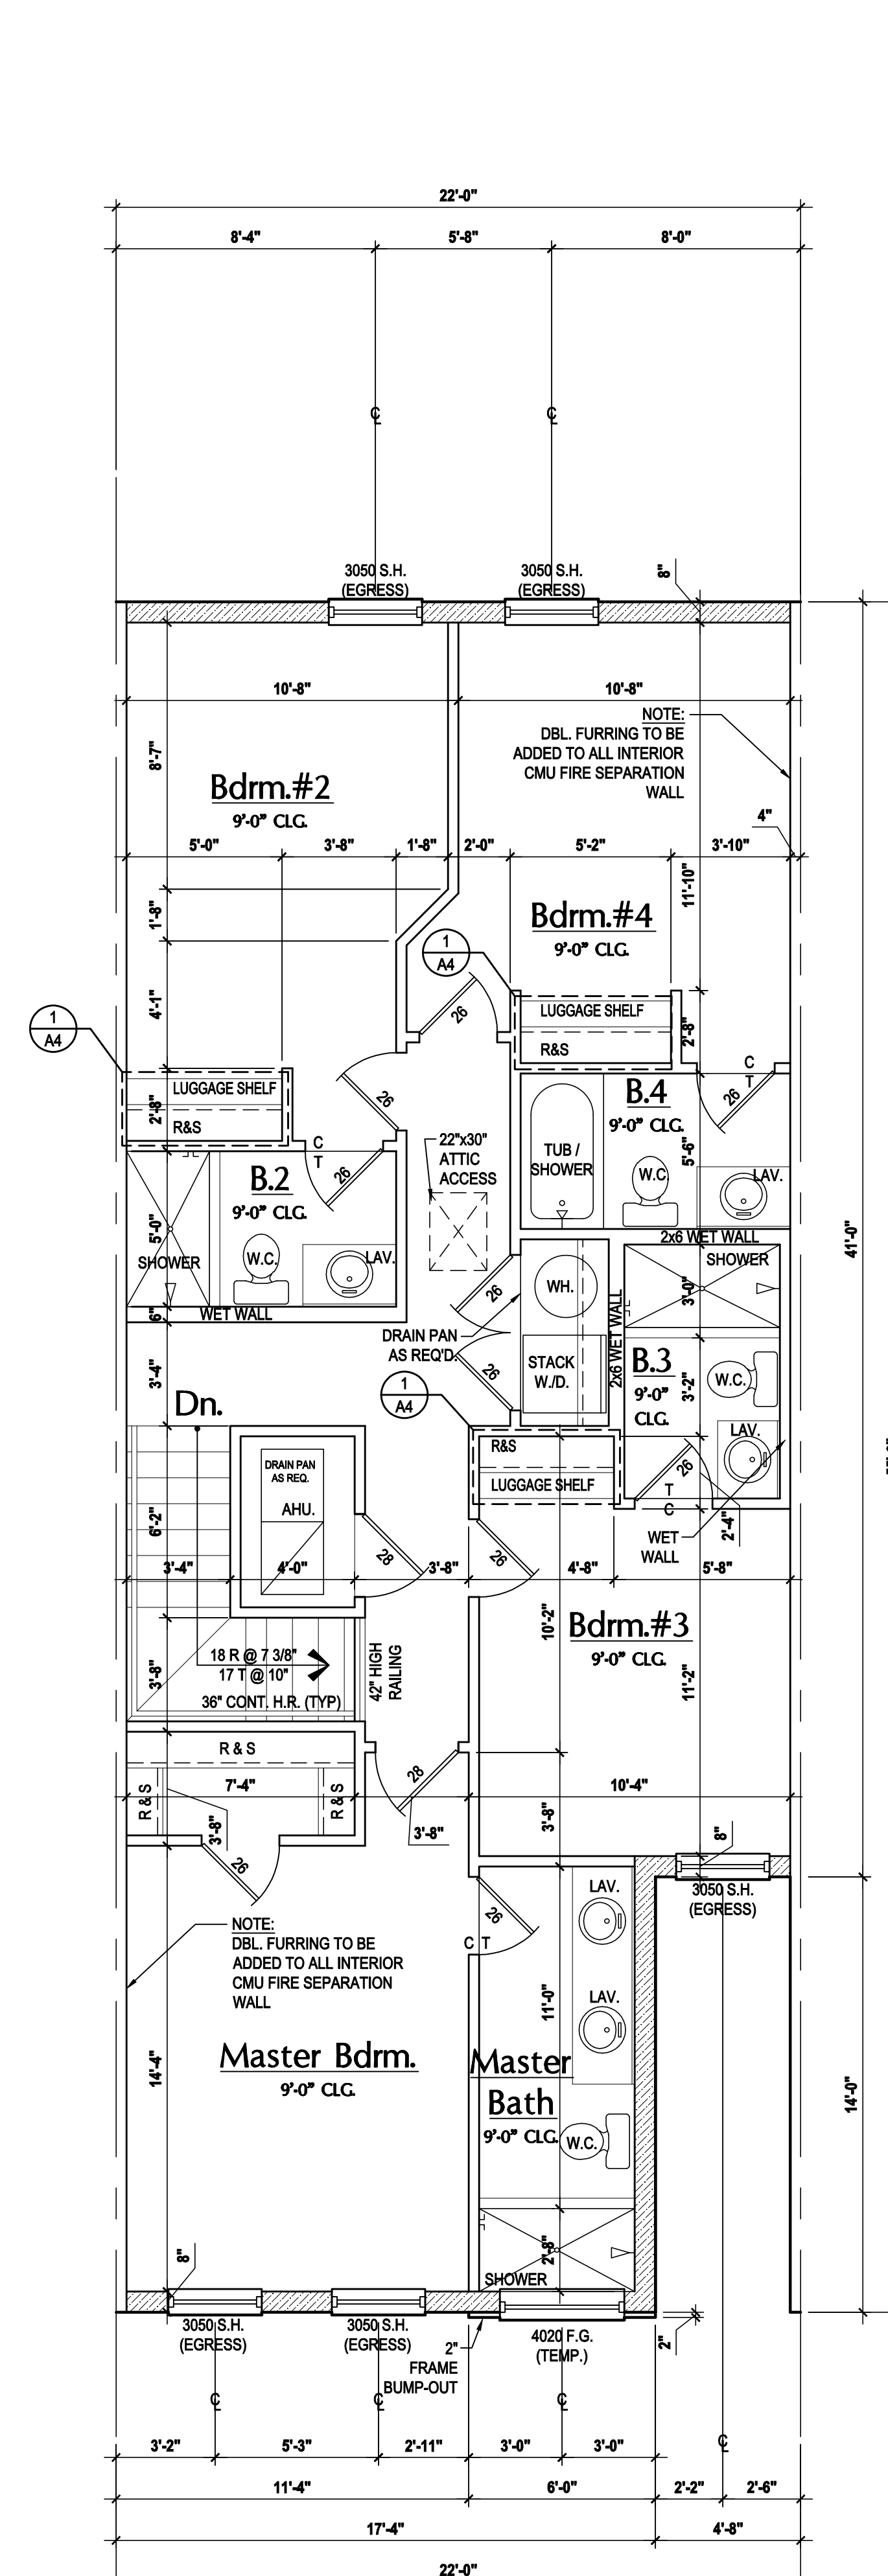 22'-0"
8'-4"
5'-8"
8'-0"
℄
℄
3050 S.H.
(EGRESS)
3050 S.H.
(EGRESS)
8"
10'-8"
10'-8"
NOTE:
DBL. FURRING TO BE
ADDED TO ALL INTERIOR
CMU FIRE SEPARATION
WALL
8'-7"
Bdrm.#2
9'-0" CLG.
4"
5'-0"
3'-8"
1'-8"
2'-0"
5'-2"
3'-10"
11'-10"
1'-8"
Bdrm.#4
9'-0" CLG.
1
A4
4'-1"
1
A4
26
LUGGAGE SHELF
R&S
2'-8"
C
T
26
B.4
9'-0" CLG.
LUGGAGE SHELF
R&S
2'-8"
26
C
T
26
22"x30"
ATTIC
ACCESS
TUB /
SHOWER
5'-6"
W.C.
LAV.
B.2
9'-0" CLG.
5'-0"
SHOWER
W.C.
LAV.
2x6 WET WALL
SHOWER
41'-0"
26
WH.
3'-0"
6"
WET WALL
DRAIN PAN
AS REQ'D.
2x6 WET WALL
3'-4"
26
STACK
W./D.
B.3
9'-0"
CLG.
3'-2"
W.C.
Dn.
1
A4
LAV.
R&S
LUGGAGE SHELF
DRAIN PAN
AS REQ.
AHU.
26
T
C
6'-2"
28
26
WET
WALL
2'-4"
3'-4"
4'-0"
3'-8"
4'-8"
5'-8"
10'-2"
Bdrm.#3
9'-0" CLG.
11'-2"
3'-8"
18 R @ 7 3/8"
17 T @ 10"
36" CONT. H.R. (TYP)
42" HIGH
RAILING
R & S
R & S
R & S
7'-4"
28
10'-4"
3'-8"
3'-8"
3'-8"
8"
26
3050 S.H.
(EGRESS)
LAV.
26
C T
NOTE:
DBL. FURRING TO BE
ADDED TO ALL INTERIOR
CMU FIRE SEPARATION
WALL
LAV.
11'-0"
14'-4"
Master Bdrm.
9'-0" CLG.
Master
Bath
9'-0" CLG.
W.C.
14'-0"
8"
2'-8"
SHOWER
3050 S.H.
(EGRESS)
3050 S.H.
(EGRESS)
2"
FRAME
BUMP-OUT
4020 F.G.
(TEMP.)
2"
℄
℄
℄
℄
3'-2"
5'-3"
2'-11"
3'-0"
3'-0"
11'-4"
6'-0"
2'-2"
2'-6"
17'-4"
4'-8"
22'-0"